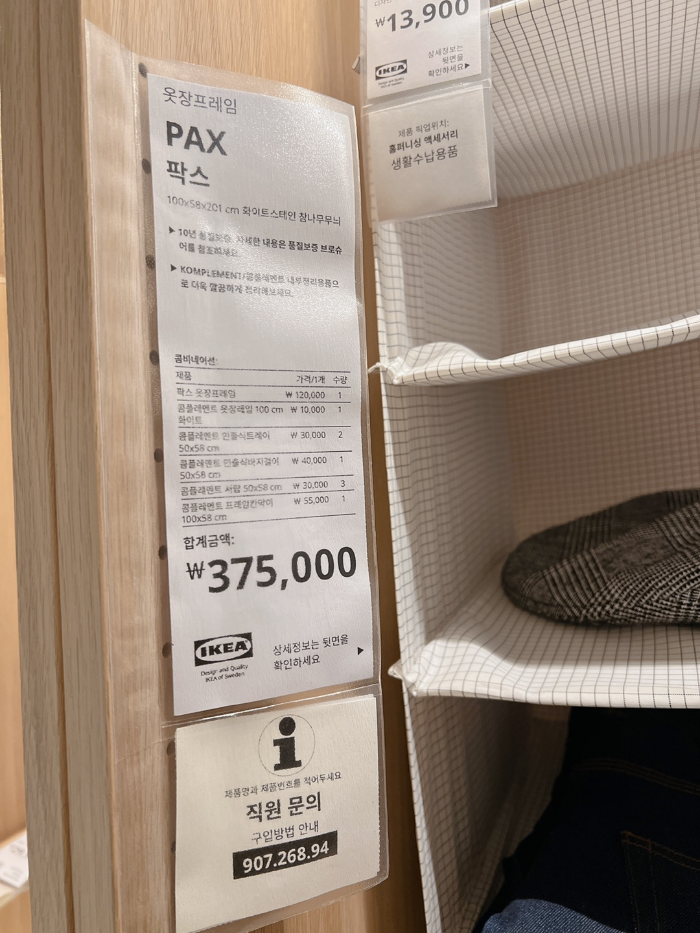 옷장프레임
PAX
팍스
100x58x201 cm 화이트스테인 참나무무늬
▶ 10년 품질보증. 자세한 내용은 품질보증 브로슈
어를 참조하세요.
▶ KOMPLEMENT/콤플레멘트 내부정리용품으
로 더욱 깔끔하게 정리해보세요.
콤비네이션:
제품 가격/1개 수량
팍스 옷장프레임 ₩ 120,000 1
콤플레멘트 옷장레일 100 cm ₩ 10,000 1
화이트
콤플레멘트 인출식트레이 ₩ 30,000 2
50x58 cm
콤플레멘트 인출식바지걸이 ₩ 40,000 1
50x58 cm
콤플레멘트 서랍 50x58 cm ₩ 30,000 3
콤플레멘트 프레임칸막이 ₩ 55,000 1
100x58 cm
합계금액:
₩375,000
IKEA
Design and Quality
IKEA of Sweden
상세정보는 뒷면을
확인하세요 ▶
i
제품명과 제품번호를 적어두세요
직원 문의
구입방법 안내
907.268.94
₩13,900
IKEA
상세정보는
뒷면을
확인하세요▶
제품 픽업위치:
홈퍼니싱 액세서리
생활수납용품